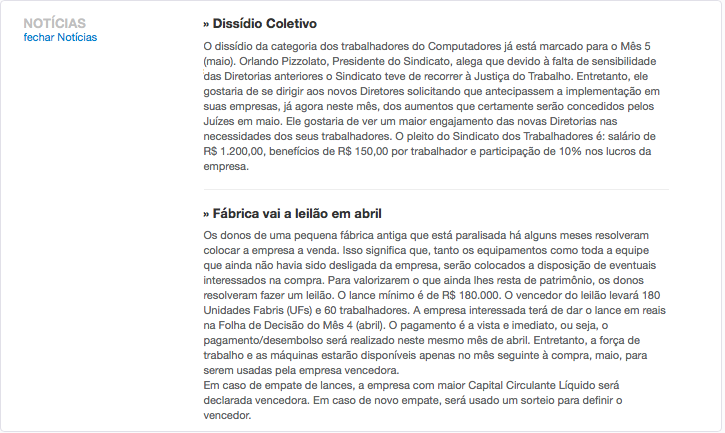 NOTÍCIAS
fechar Notícias
» Dissídio Coletivo
O dissídio da categoria dos trabalhadores do Computadores já está marcado para o Mês 5
(maio). Orlando Pizzolato, Presidente do Sindicato, alega que devido à falta de sensibilidade
das Diretorias anteriores o Sindicato teve de recorrer à Justiça do Trabalho. Entretanto, ele
gostaria de se dirigir aos novos Diretores solicitando que antecipassem a implementação em
suas empresas, já agora neste mês, dos aumentos que certamente serão concedidos pelos
Juízes em maio. Ele gostaria de ver um maior engajamento das novas Diretorias nas
necessidades dos seus trabalhadores. O pleito do Sindicato dos Trabalhadores é: salário de
R$ 1.200,00, benefícios de R$ 150,00 por trabalhador e participação de 10% nos lucros da
empresa.
» Fábrica vai a leilão em abril
Os donos de uma pequena fábrica antiga que está paralisada há alguns meses resolveram
colocar a empresa a venda. Isso significa que, tanto os equipamentos como toda a equipe
que ainda não havia sido desligada da empresa, serão colocados a disposição de eventuais
interessados na compra. Para valorizarem o que ainda lhes resta de patrimônio, os donos
resolveram fazer um leilão. O lance mínimo é de R$ 180.000. O vencedor do leilão levará 180
Unidades Fabris (UFs) e 60 trabalhadores. A empresa interessada terá de dar o lance em reais
na Folha de Decisão do Mês 4 (abril). O pagamento é a vista e imediato, ou seja, o
pagamento/desembolso será realizado neste mesmo mês de abril. Entretanto, a força de
trabalho e as máquinas estarão disponíveis apenas no mês seguinte à compra, maio, para
serem usadas pela empresa vencedora.
Em caso de empate de lances, a empresa com maior Capital Circulante Líquido será
declarada vencedora. Em caso de novo empate, será usado um sorteio para definir o
vencedor.